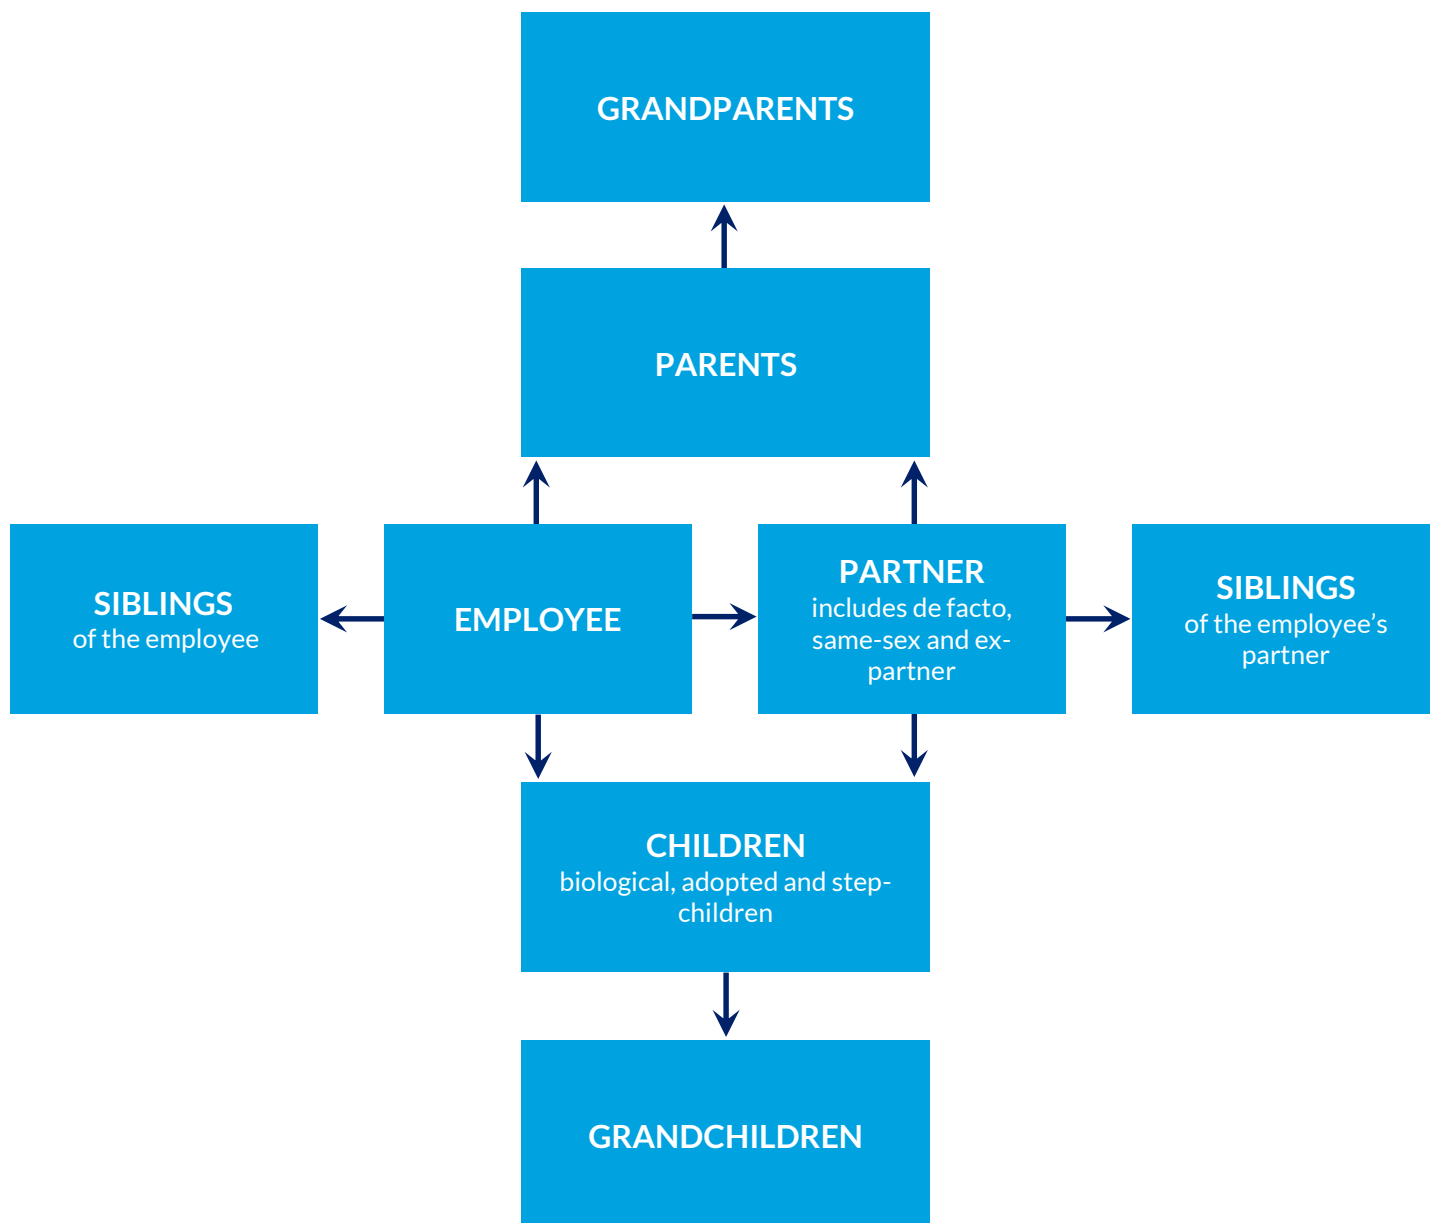 GRANDPARENTS
PARENTS
SIBLINGS
of the employee
EMPLOYEE
PARTNER
includes de facto,
same-sex and ex-
partner
SIBLINGS
of the employee’s
partner
CHILDREN
biological, adopted and step-
children
GRANDCHILDREN